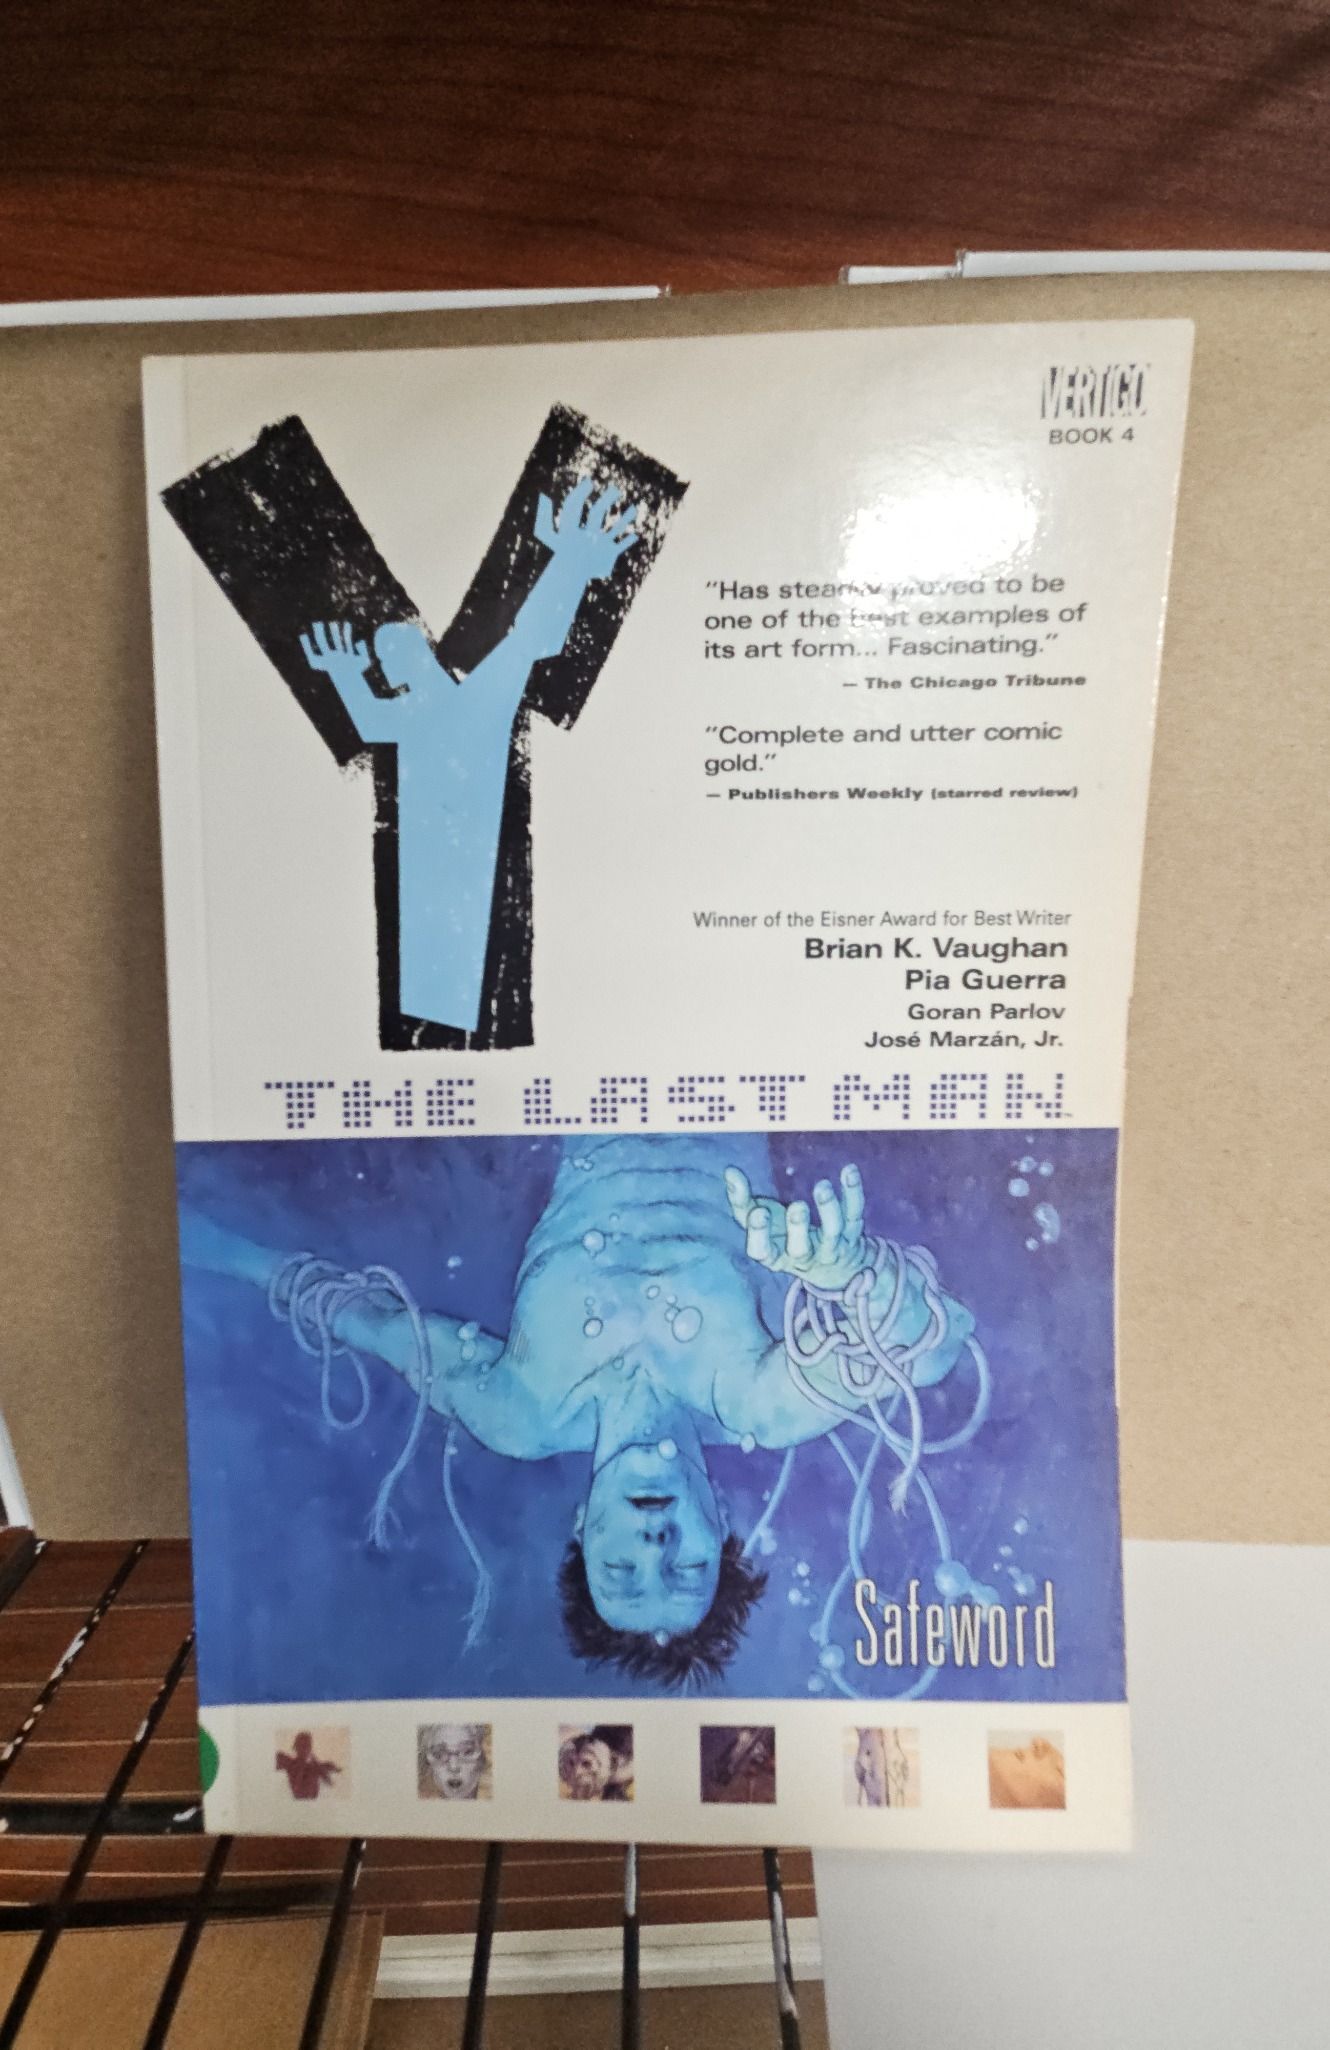 VERTIGO
BOOK 4
Y
"Has steadily proved to be
one of the best examples of
its art form... Fascinating."
— The Chicago Tribune
"Complete and utter comic
gold."
— Publishers Weekly (starred review)
Winner of the Eisner Award for Best Writer
Brian K. Vaughan
Pia Guerra
Goran Parlov
José Marzán, Jr.
THE LAST MAN
Safeword